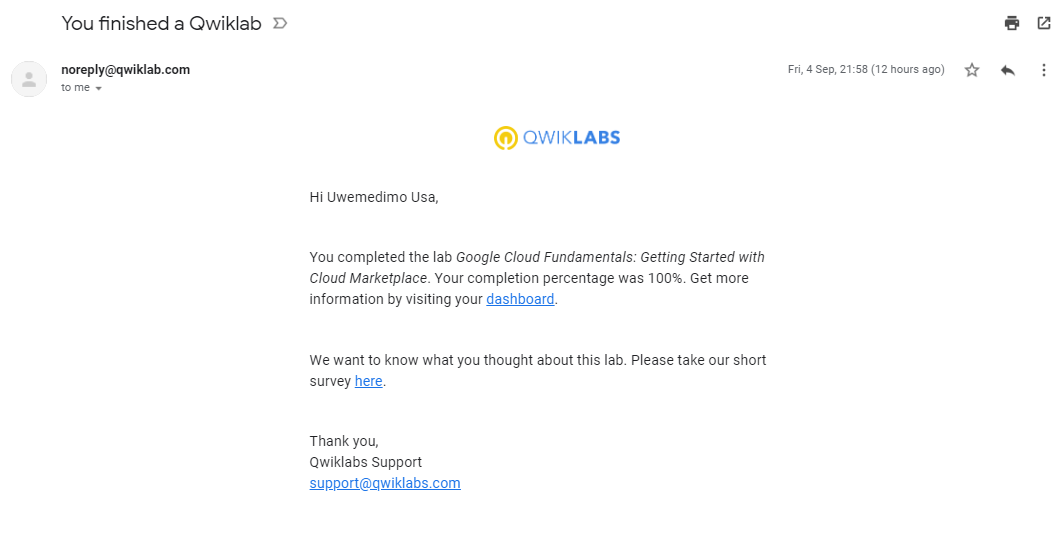 You finished a Qwiklab
noreply@qwiklab.com
Fri, 4 Sep, 21:58 (12 hours ago)
to me
QWIKLABS
Hi Uwemedimo Usa,
You completed the lab Google Cloud Fundamentals: Getting Started with
Cloud Marketplace. Your completion percentage was 100%. Get more
information by visiting your dashboard.
We want to know what you thought about this lab. Please take our short
survey here.
Thank you,
Qwiklabs Support
support@qwiklabs.com